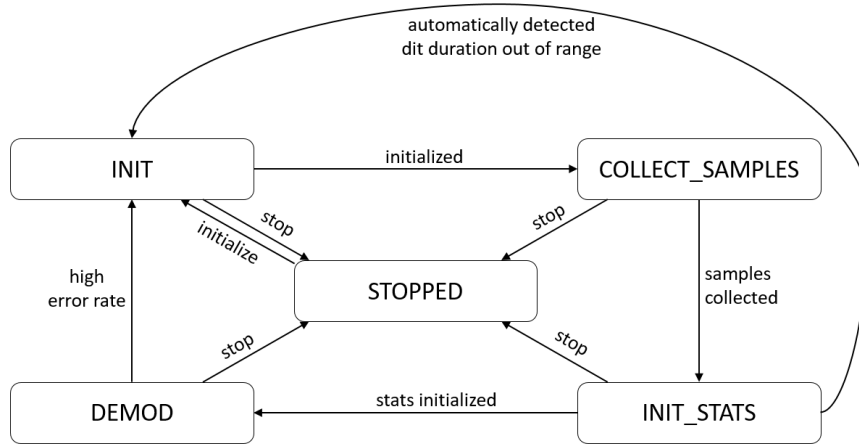 automatically detected
dit duration out of range
INIT
initialized
COLLECT_SAMPLES
stop
initialize
stop
high
error rate
STOPPED
samples
collected
stop
stop
DEMOD
stats initialized
INIT_STATS